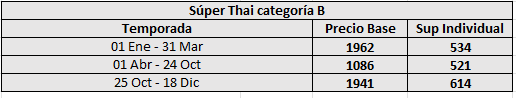 Súper Thai categoría B
Temporada Precio Base Sup Individual
01 Ene - 31 Mar 1962 534
01 Abr - 24 Oct 1086 521
25 Oct - 18 Dic 1941 614